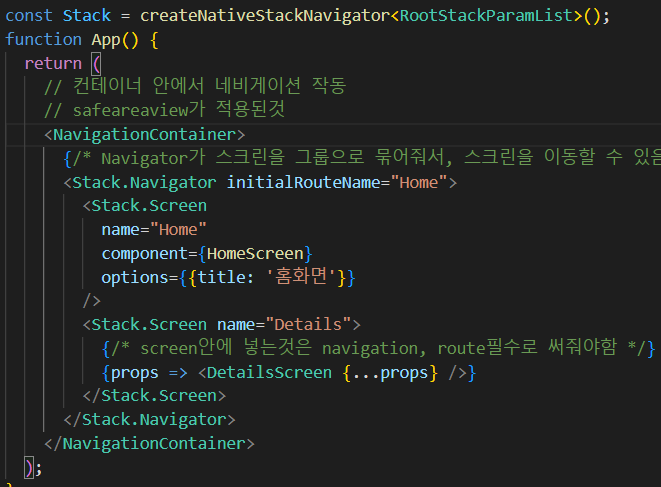 const Stack = createNativeStackNavigator<RootStackParamList>();
function App() {
  return (
    // 컨테이너 안에서 네비게이션 작동
    // safeareaview가 적용된것
    <NavigationContainer>
      {/* Navigator가 스크린을 그룹으로 묶어줘서, 스크린을 이동할 수 있음
      <Stack.Navigator initialRouteName="Home">
        <Stack.Screen
          name="Home"
          component={HomeScreen}
          options={{title: '홈화면'}}
        />
        <Stack.Screen name="Details">
          {/* screen안에 넣는것은 navigation, route필수로 써줘야함 */}
          {props => <DetailsScreen {...props} />}
        </Stack.Screen>
      </Stack.Navigator>
    </NavigationContainer>
  );